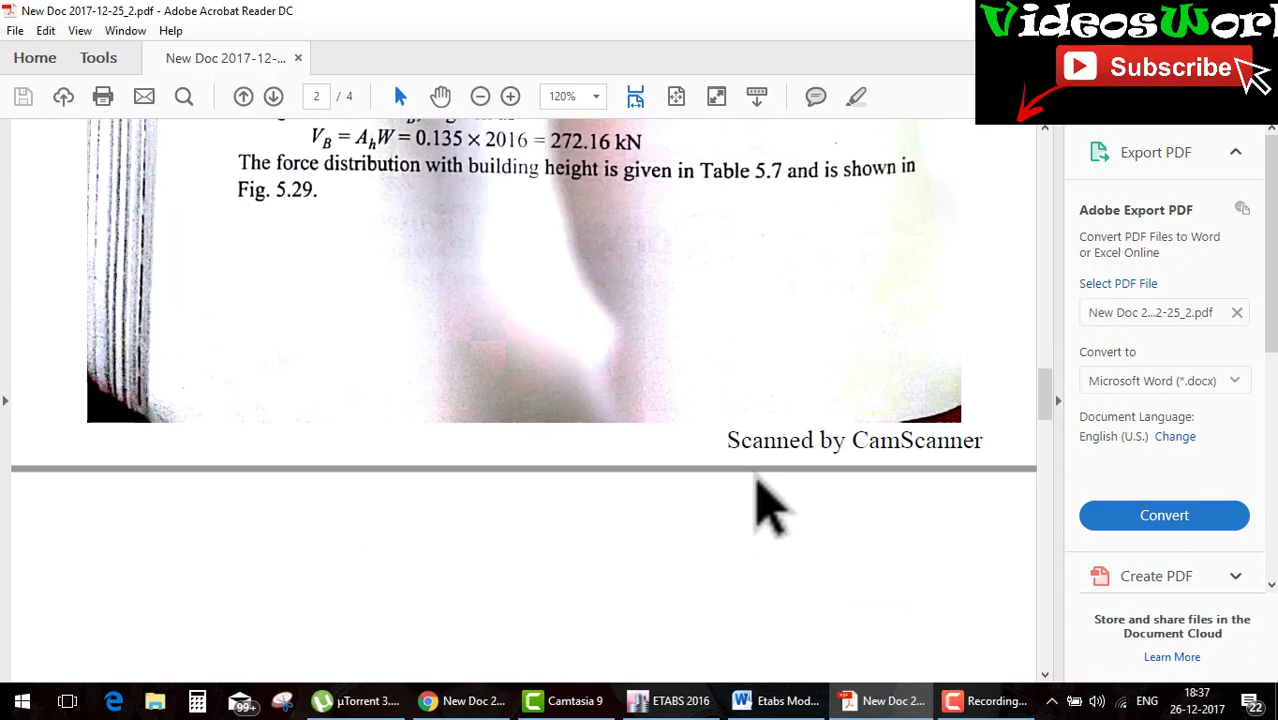 New Doc 2017-12-25_2.pdf - Adobe Acrobat Reader DC
File Edit View Window Help
VideosWorl
Subscribe
Home Tools New Doc 2017-12-... ×
2 / 4 120%
V_B = A_hW = 0.135 × 2016 = 272.16 kN
The force distribution with building height is given in Table 5.7 and is shown in
Fig. 5.29.
Scanned by CamScanner
Export PDF
Adobe Export PDF
Convert PDF Files to Word
or Excel Online
Select PDF File
New Doc 2...2-25_2.pdf
Convert to
Microsoft Word (*.docx)
Document Language:
English (U.S.) Change
Convert
Create PDF
Store and share files in the
Document Cloud
Learn More
99+ µTorrent 3.... New Doc 2... Camtasia 9 ETABS 2016 Etabs Mod... New Doc 2... Recording... ENG 18:37
26-12-2017 22